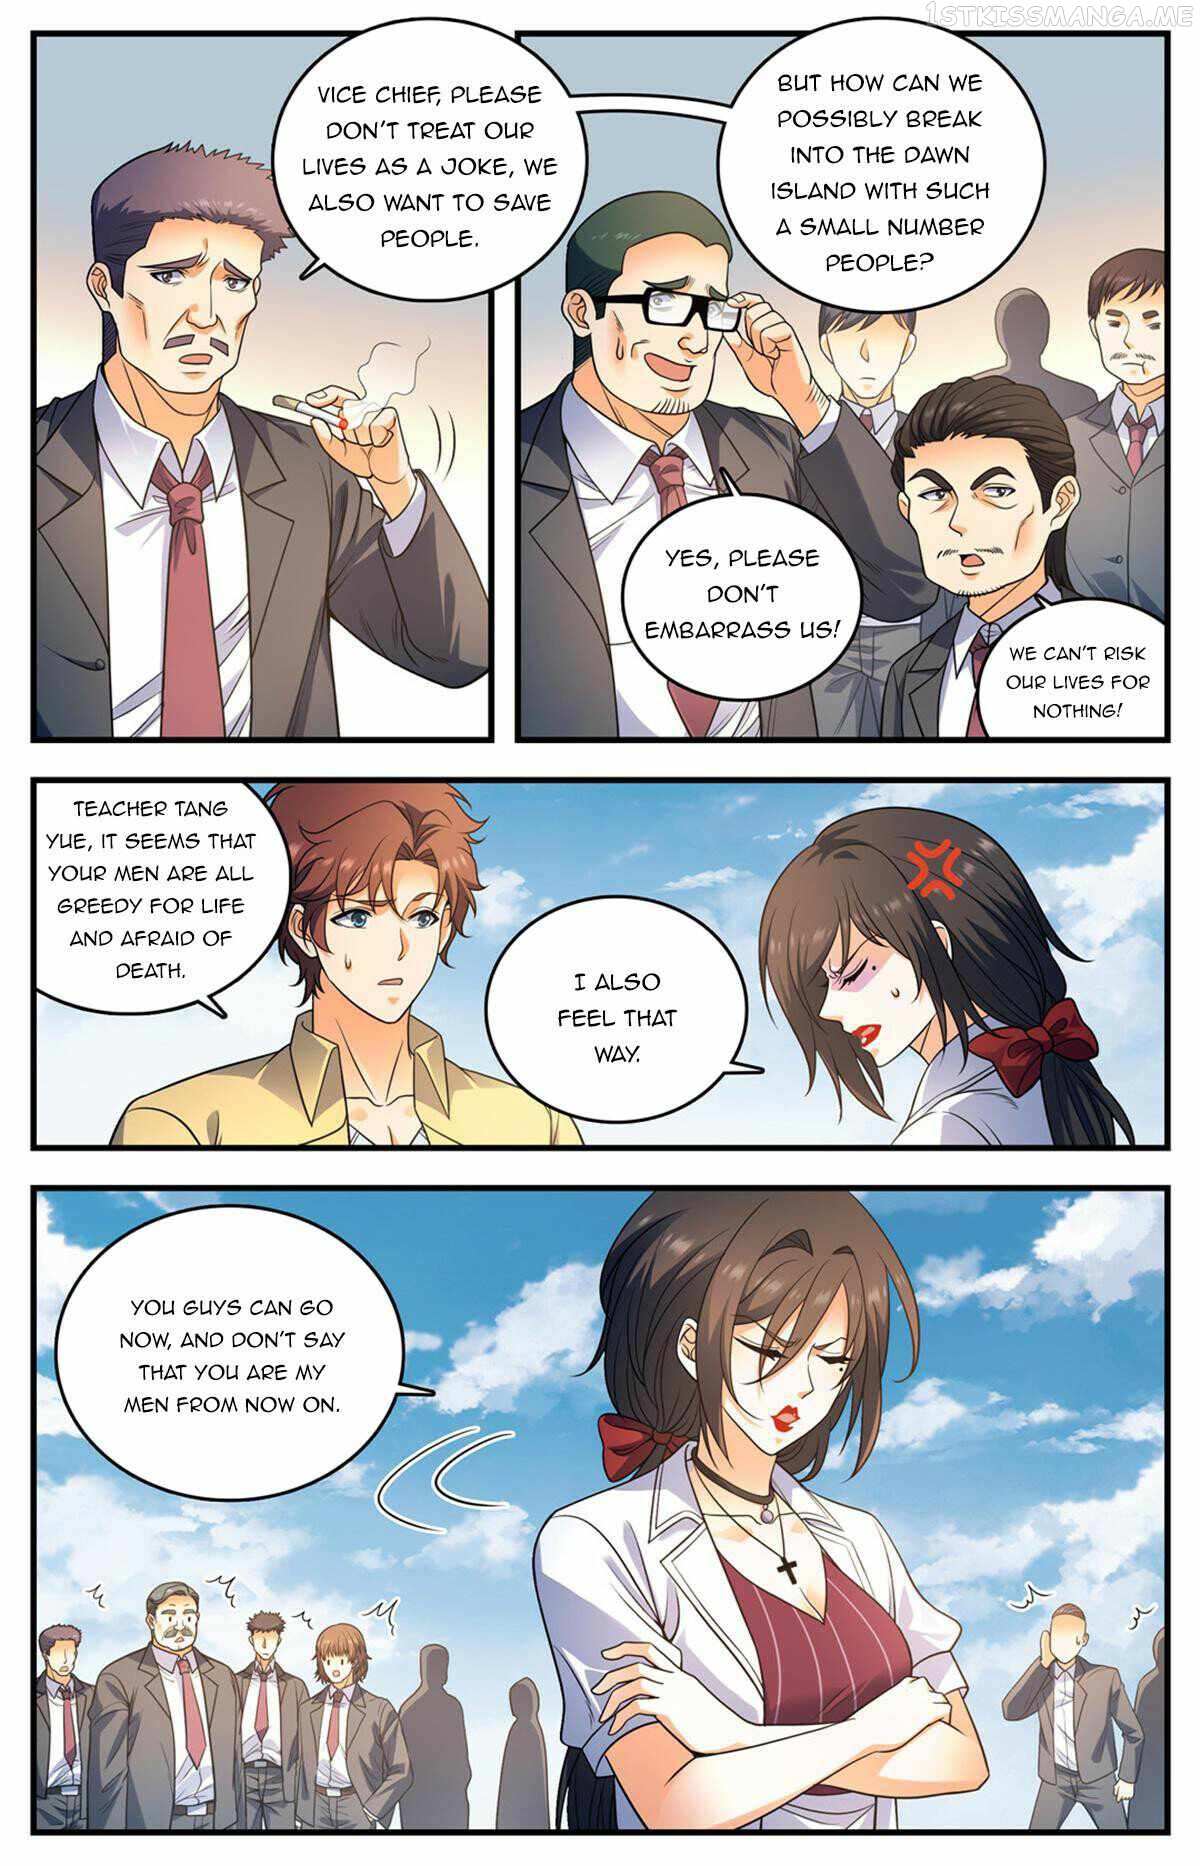 1STKISSMANGA.ME
VICE CHIEF, PLEASE
DON'T TREAT OUR
LIVES AS A JOKE, WE
ALSO WANT TO SAVE
PEOPLE.
BUT HOW CAN WE
POSSIBLY BREAK
INTO THE DAWN
ISLAND WITH SUCH
A SMALL NUMBER
PEOPLE?
YES, PLEASE
DON'T
EMBARRASS US!
WE CAN'T RISK
OUR LIVES FOR
NOTHING!
TEACHER TANG
YUE, IT SEEMS THAT
YOUR MEN ARE ALL
GREEDY FOR LIFE
AND AFRAID OF
DEATH.
I ALSO
FEEL THAT
WAY.
YOU GUYS CAN GO
NOW, AND DON'T SAY
THAT YOU ARE MY
MEN FROM NOW ON.